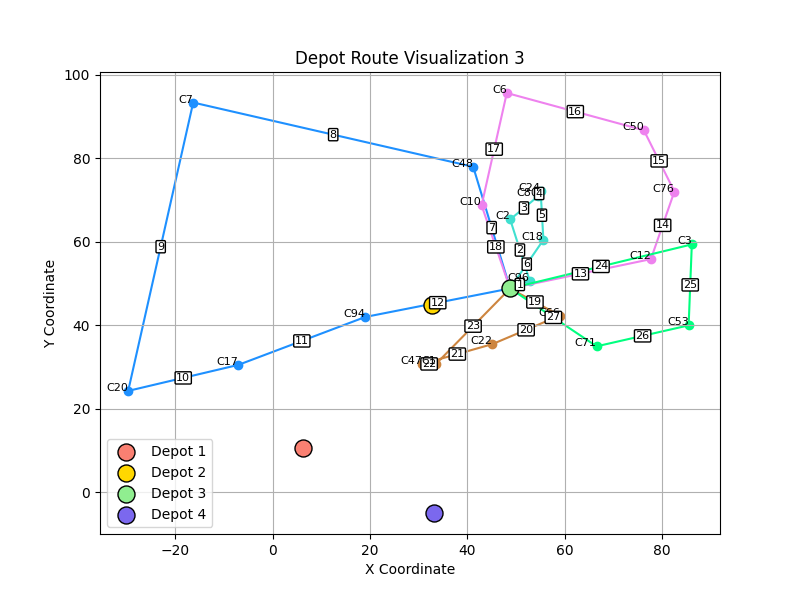 Depot Route Visualization 3
Y Coordinate
100
80
60
40
20
0
−20
0
20
40
60
80
X Coordinate
C7
C6
C50
C48
C76
C24
C10
C2
C18
C3
C12
C94
C22
C53
C71
C17
C20
16
8
17
15
4
3
5
14
7
9
18
2
6
24
13
1
25
12
19
27
23
20
26
11
21
22
10
Depot 1
Depot 2
Depot 3
Depot 4